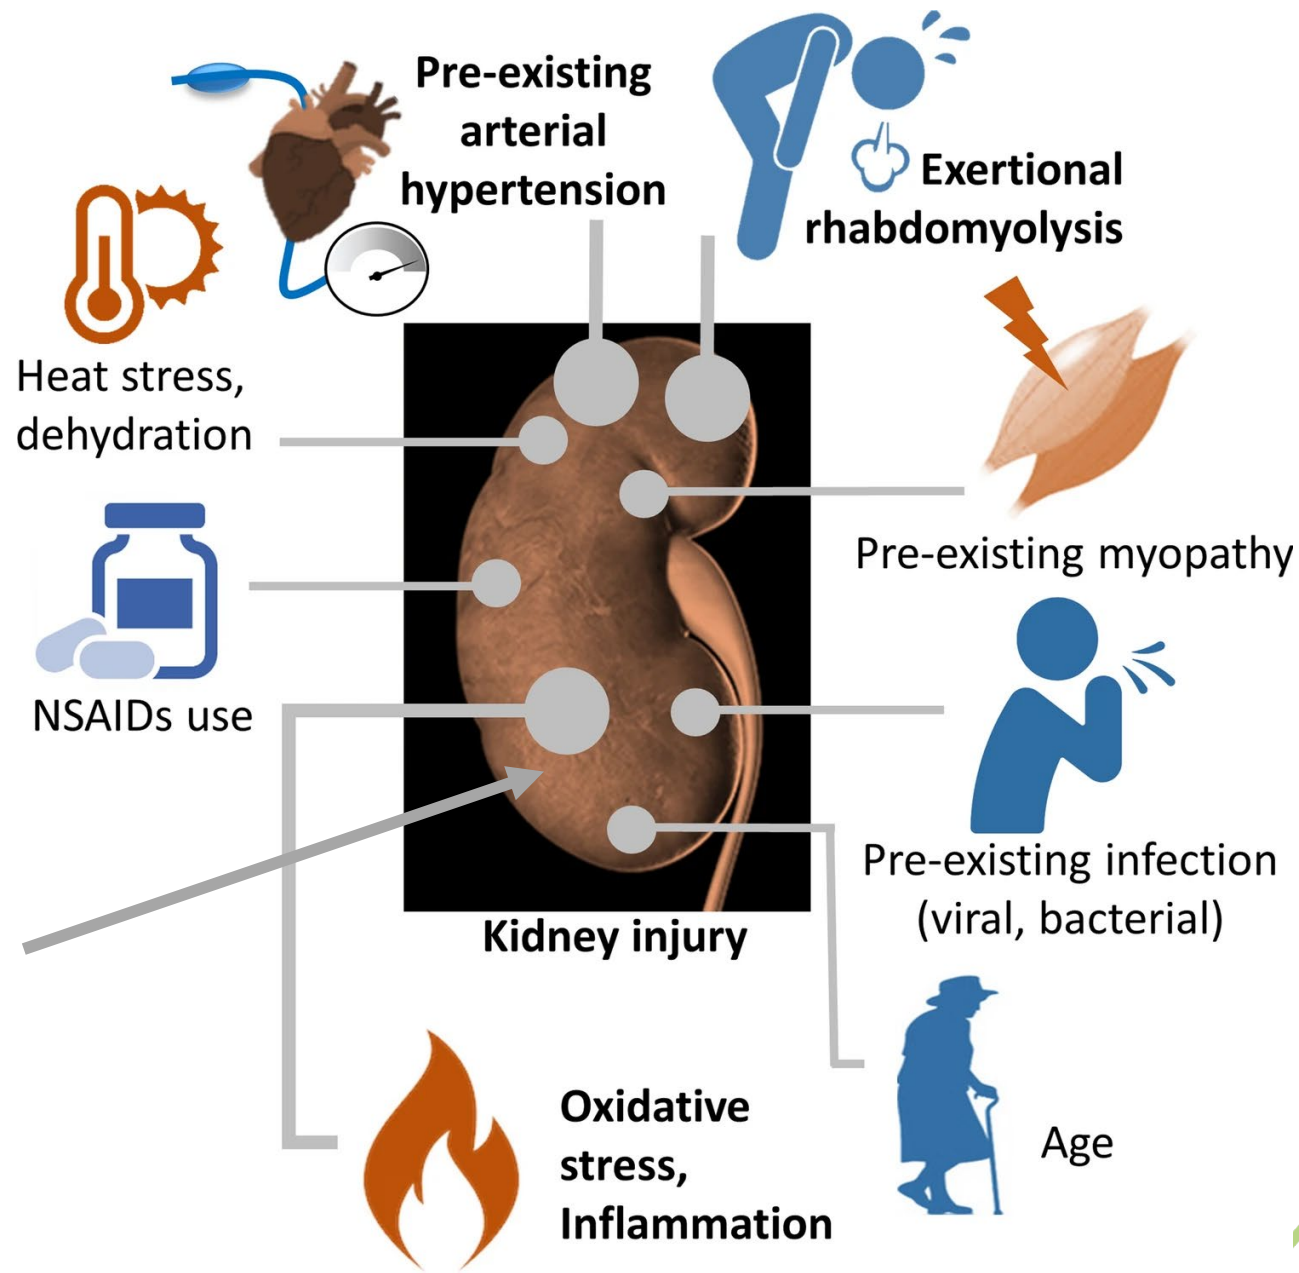 Pre-existing
arterial
hypertension
Exertional
rhabdomyolysis
Heat stress,
dehydration
Pre-existing myopathy
NSAIDs use
Pre-existing infection
(viral, bacterial)
Kidney injury
Oxidative
stress,
Inflammation
Age